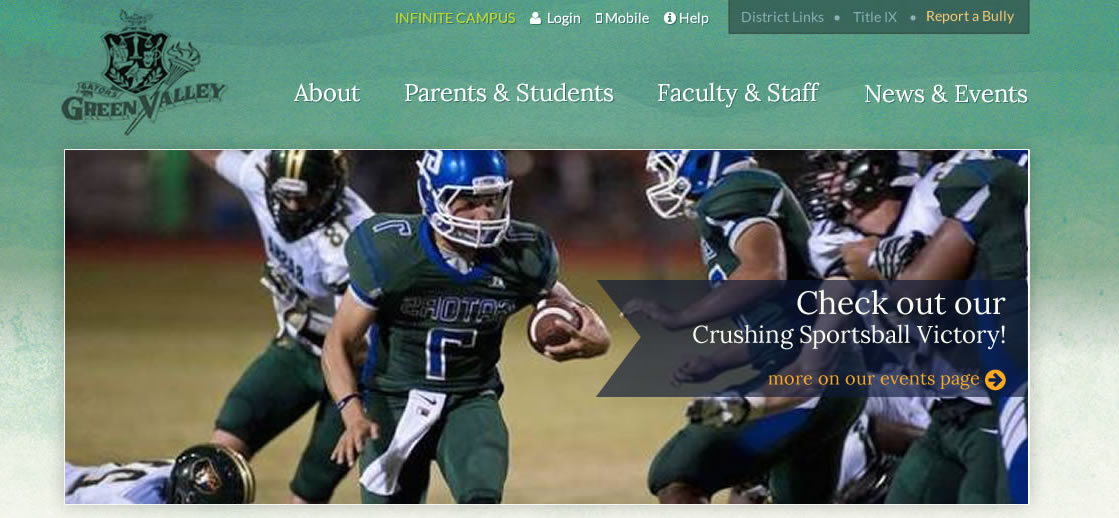 INFINITE CAMPUS Login Mobile Help District Links • Title IX • Report a Bully
GATORS
GREEN VALLEY
About Parents & Students Faculty & Staff News & Events
Check out our
Crushing Sportsball Victory!
more on our events page